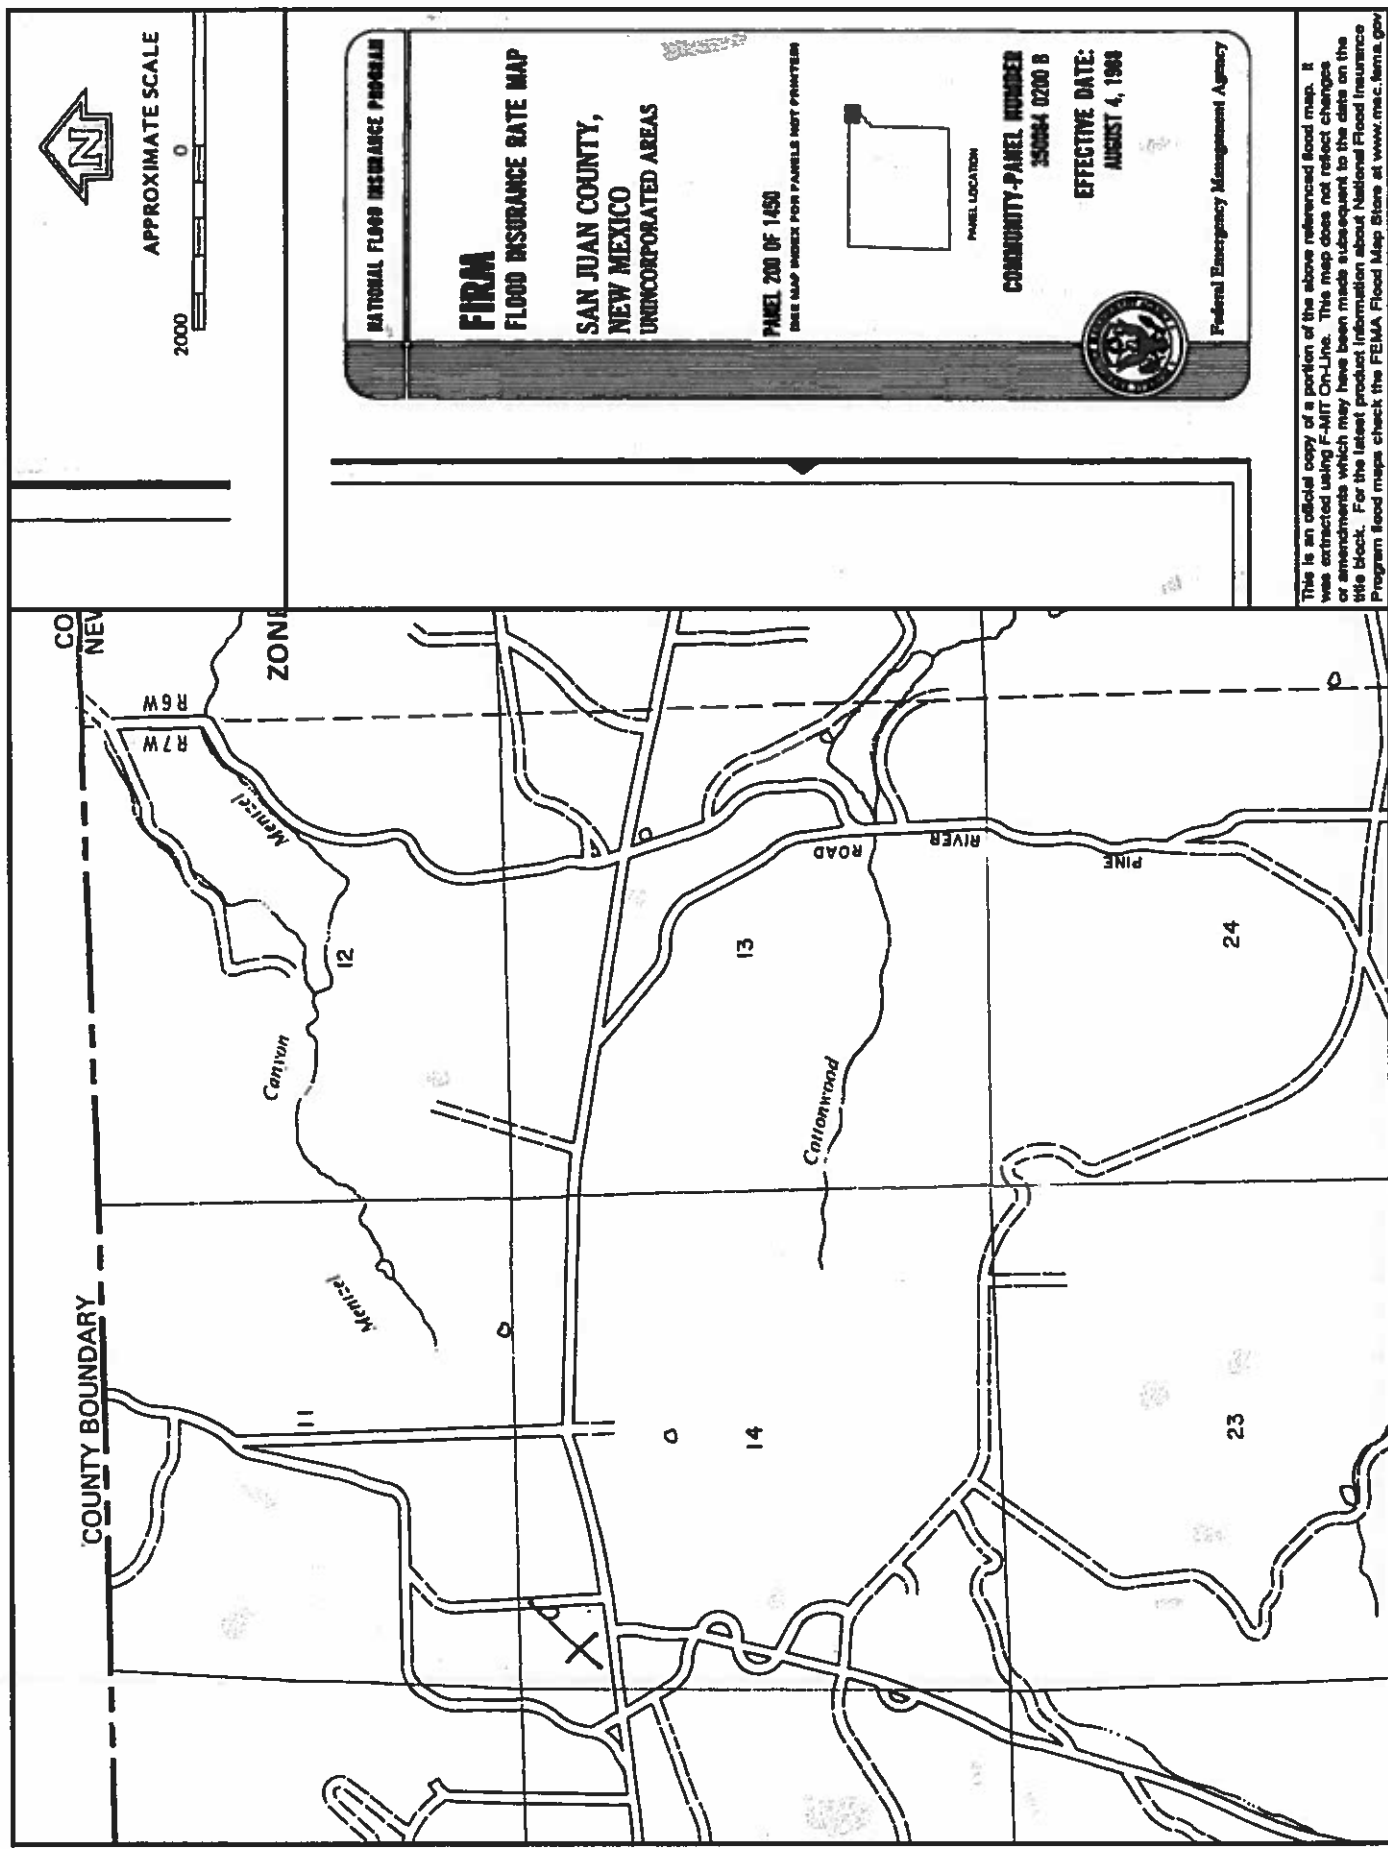 APPROXIMATE SCALE
2000
0
N
NATIONAL FLOOD INSURANCE PROGRAM
FIRM
FLOOD INSURANCE RATE MAP
SAN JUAN COUNTY,
NEW MEXICO
UNINCORPORATED AREAS
PANEL 200 OF 1450
(SEE MAP INDEX FOR PANELS NOT PRINTED)
PANEL LOCATION
COMMUNITY-PANEL NUMBER
350064 0200 B
EFFECTIVE DATE:
AUGUST 4, 1988
Federal Emergency Management Agency
This is an official copy of a portion of the above referenced flood map. It
was extracted using F-MIT On-Line. This map does not reflect changes
or amendments which may have been made subsequent to the date on the
title block. For the latest product information about National Flood Insurance
Program flood maps check the FEMA Flood Map Store at www.msc.fema.gov
COUNTY BOUNDARY
CO
NEV
ZONE
R6W
R7W
Mentzel
Canyon
Mentzel
11
12
13
14
23
24
Cottonwood
PINE
RIVER
ROAD